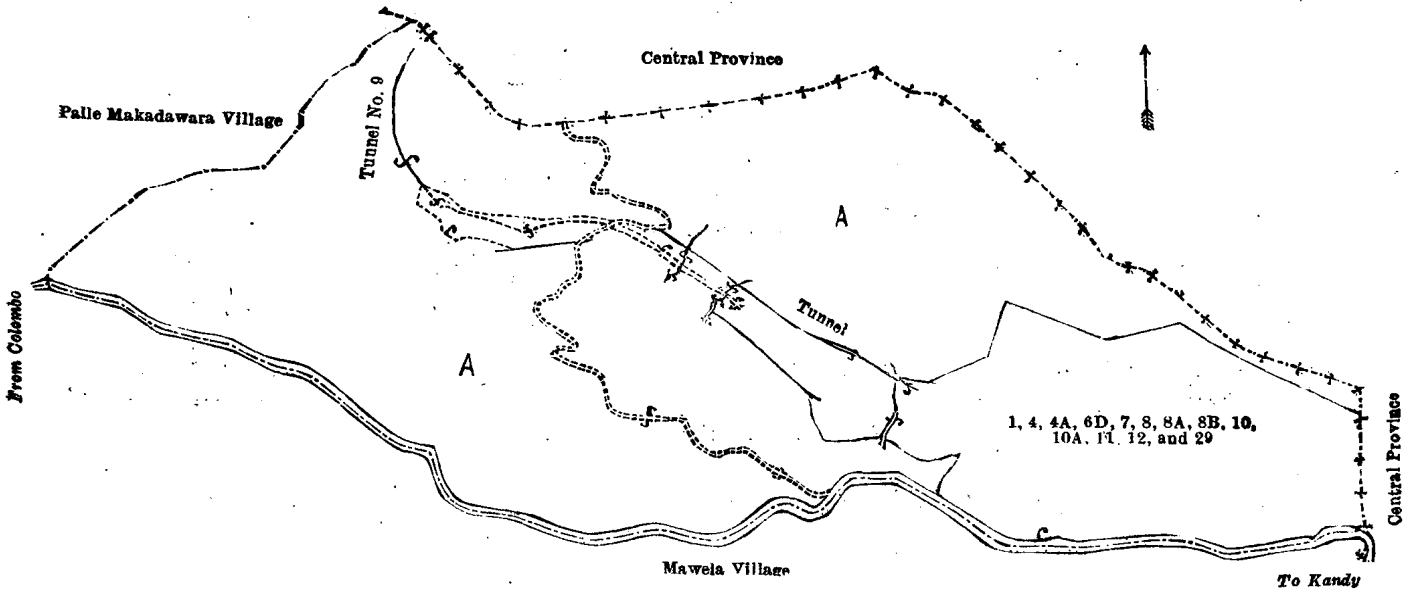 Central Province
Palle Makadawara Village
Tunnel No. 9
A
Tunnel
From Colombo
A
1, 4, 4A, 6D, 7, 8, 8A, 8B, 10,
10A, 11, 12, and 29
Central Province
Mawela Village
To Kandy